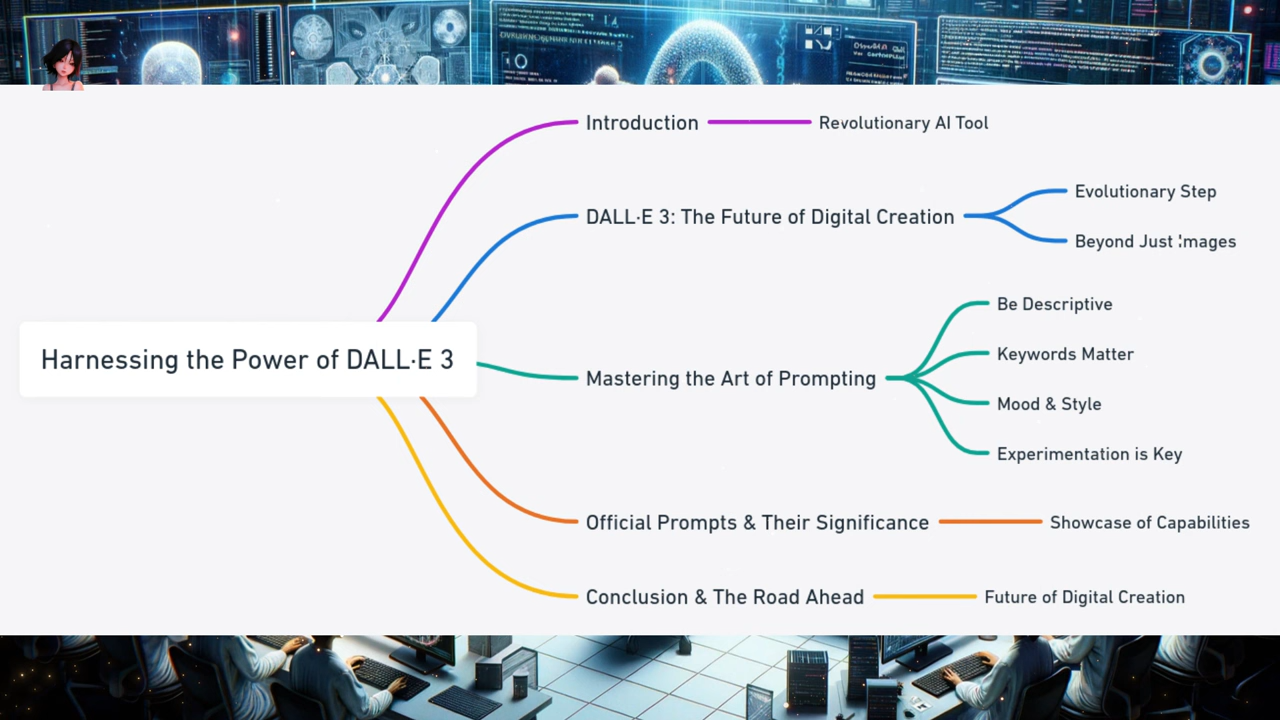 Introduction
Revolutionary AI Tool
DALL·E 3: The Future of Digital Creation
Evolutionary Step
Beyond Just Images
Harnessing the Power of DALL·E 3
Mastering the Art of Prompting
Be Descriptive
Keywords Matter
Mood & Style
Experimentation is Key
Official Prompts & Their Significance
Showcase of Capabilities
Conclusion & The Road Ahead
Future of Digital Creation